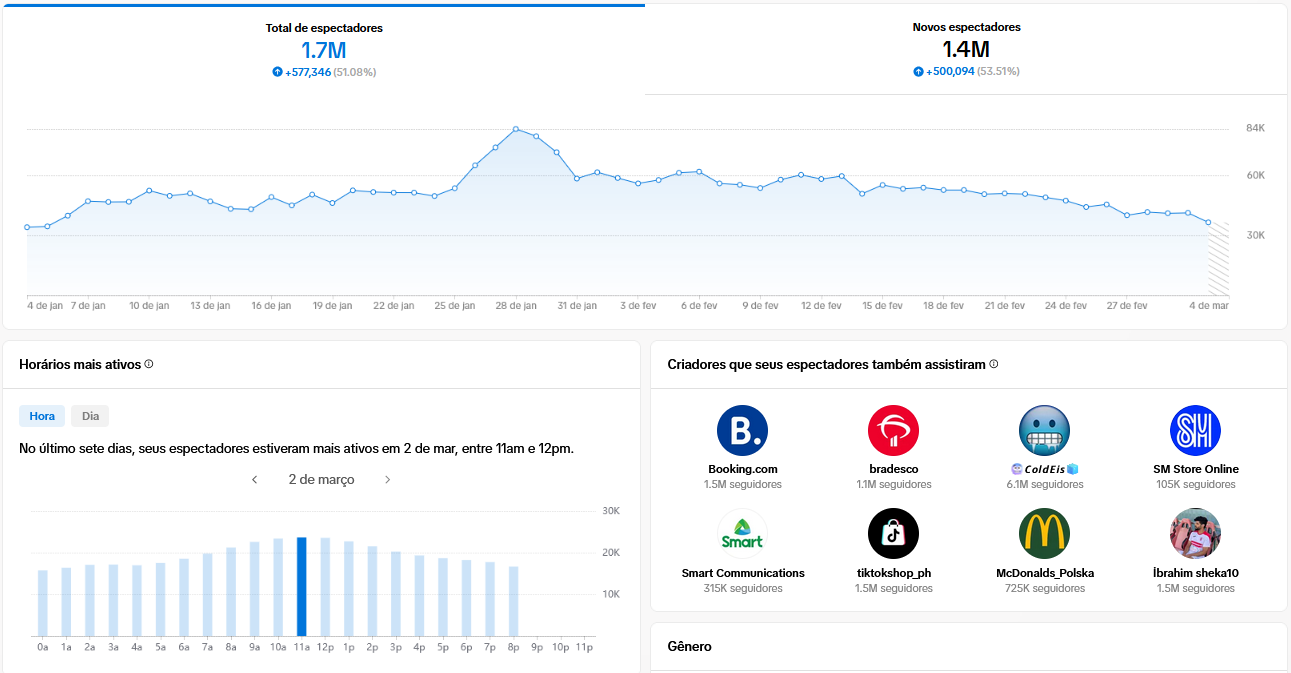 Total de espectadores
1.7M
+577,346 (51.08%)
Novos espectadores
1.4M
+500,094 (53.51%)
84K
60K
30K
4 de jan 7 de jan 10 de jan 13 de jan 16 de jan 19 de jan 22 de jan 25 de jan 28 de jan 31 de jan 3 de fev 6 de fev 9 de fev 12 de fev 15 de fev 18 de fev 21 de fev 24 de fev 27 de fev 4 de mar
Horários mais ativos
Hora Dia
No último sete dias, seus espectadores estiveram mais ativos em 2 de mar, entre 11am e 12pm.
2 de março
30K
20K
10K
0a 1a 2a 3a 4a 5a 6a 7a 8a 9a 10a 11a 12p 1p 2p 3p 4p 5p 6p 7p 8p 9p 10p 11p
Criadores que seus espectadores também assistiram
B. SM
Booking.com bradesco ColdEis SM Store Online
1.5M seguidores 1.1M seguidores 6.1M seguidores 105K seguidores
Smart
Smart Communications tiktokshop_ph McDonalds_Polska İbrahim sheka10
315K seguidores 1.5M seguidores 725K seguidores 1.5M seguidores
Gênero